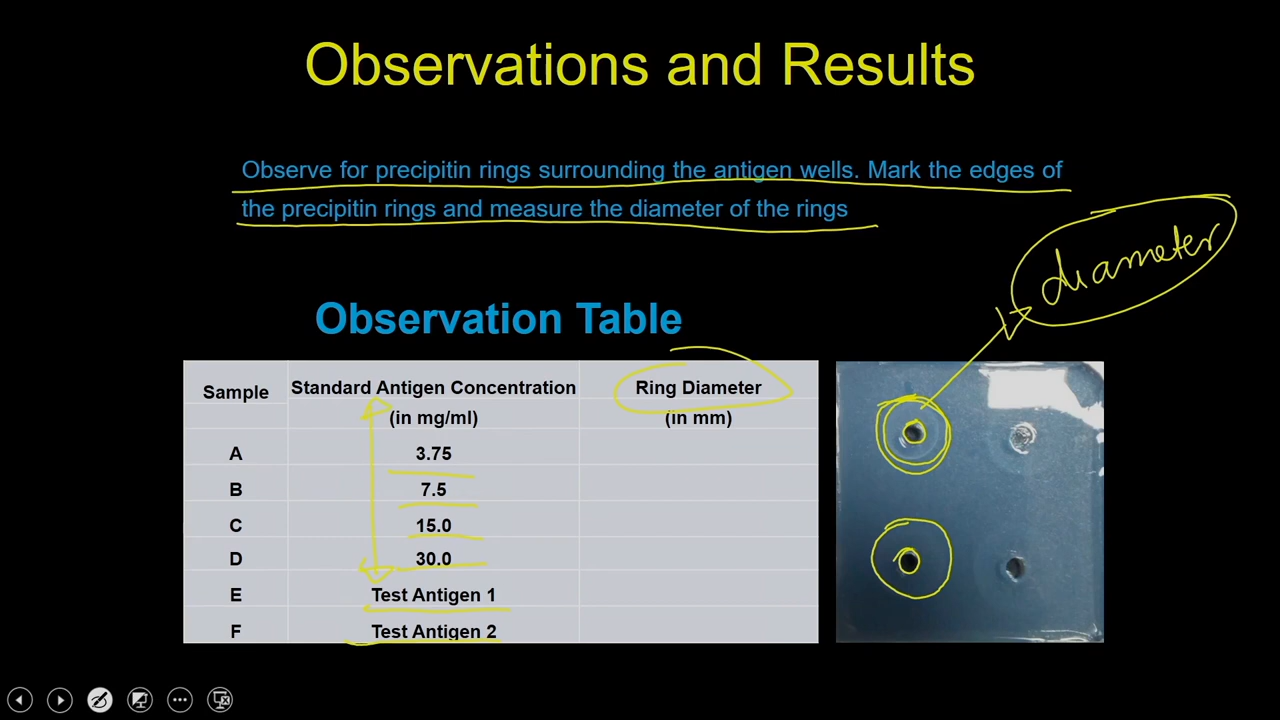 Observations and Results
Observe for precipitin rings surrounding the antigen wells. Mark the edges of
the precipitin rings and measure the diameter of the rings
diameter
Observation Table
Sample Standard Antigen Concentration (in mg/ml) Ring Diameter (in mm)
A 3.75
B 7.5
C 15.0
D 30.0
E Test Antigen 1
F Test Antigen 2